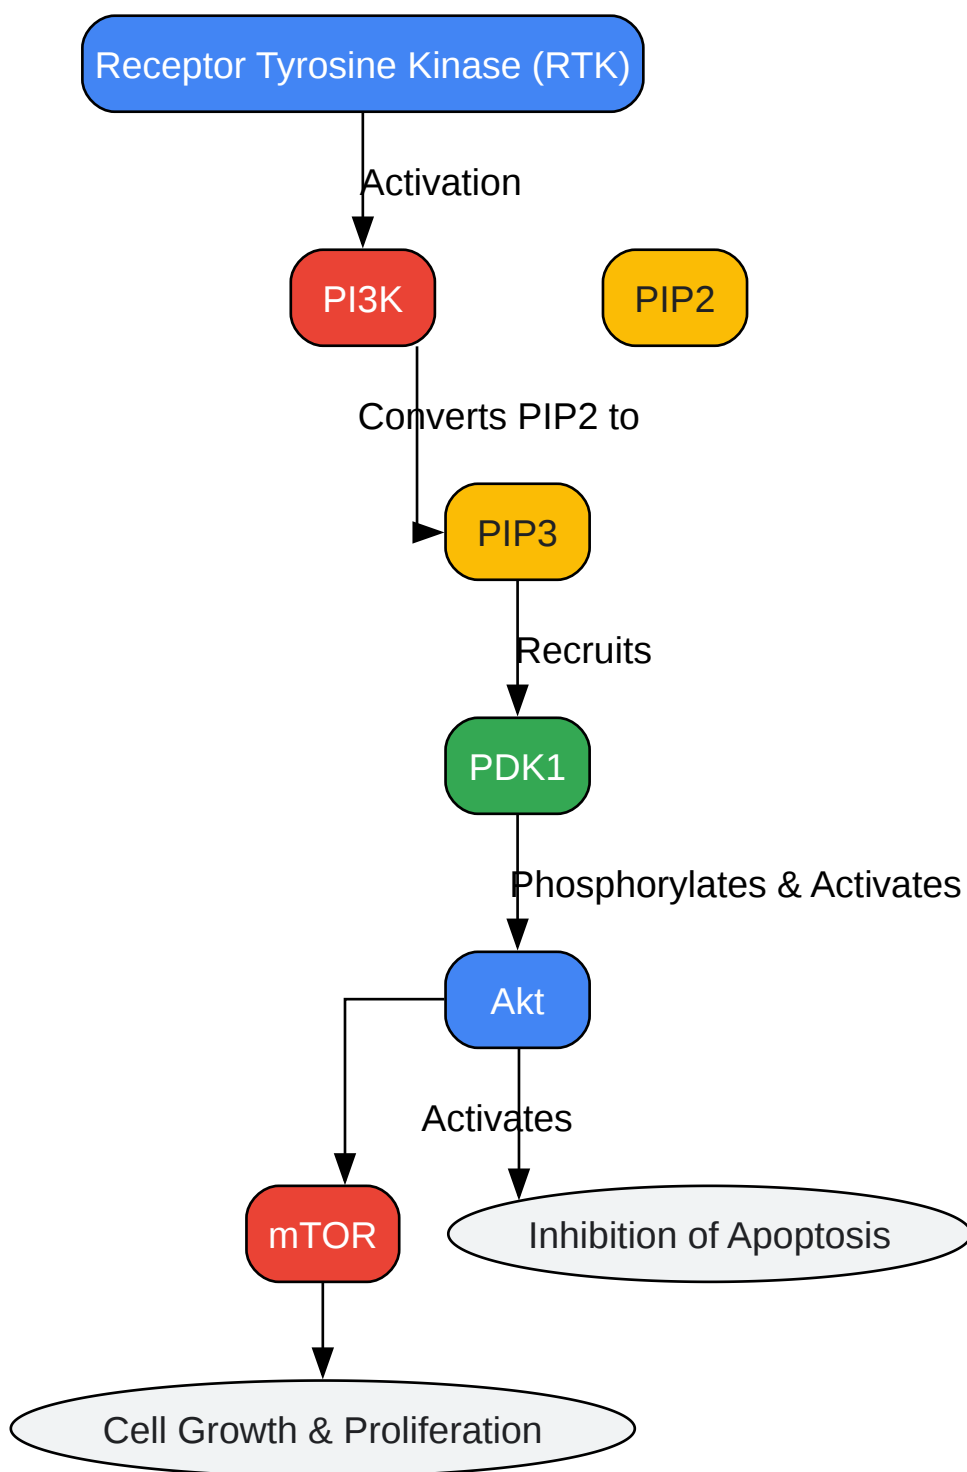 Receptor Tyrosine Kinase (RTK)
Activation
PI3K
PIP2
Converts PIP2 to
PIP3
Recruits
PDK1
Phosphorylates & Activates
Akt
Activates
mTOR
Inhibition of Apoptosis
Cell Growth & Proliferation